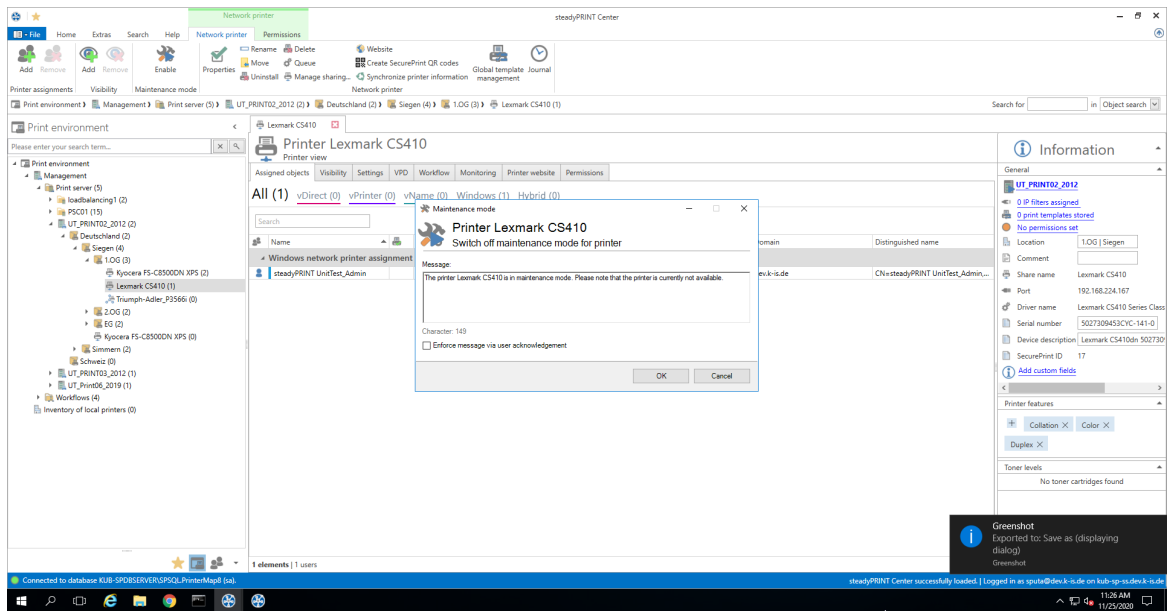 Network printer
steadyPRINT Center
File Home Extras Search Help Network printer Permissions
Add Remove Add Remove Enable Properties
Rename Delete Website
Move Queue Create SecurePrint QR codes
Uninstall Manage sharing... Synchronize printer information
Global template management Journal
Printer assignments Visibility Maintenance mode Network printer
Print environment Management Print server (5) UT_PRINT02_2012 (2) Deutschland (2) Siegen (4) 1.OG (3) Lexmark CS410 (1)
Search for in Object search
Print environment
Please enter your search term...
Print environment
Management
Print server (5)
loadbalancing1 (2)
PSC01 (15)
UT_PRINT02_2012 (2)
Deutschland (2)
Siegen (4)
1.OG (3)
Kyocera FS-C8500DN XPS (2)
Lexmark CS410 (1)
Triumph-Adler_P3566i (0)
2.OG (2)
EG (2)
Kyocera FS-C8500DN XPS (0)
Simmern (2)
Schweiz (0)
UT_PRINT03_2012 (1)
UT_Print06_2019 (1)
Workflows (4)
Inventory of local printers (0)
Lexmark CS410
Printer Lexmark CS410
Printer view
Assigned objects Visibility Settings VPD Workflow Monitoring Printer website Permissions
All (1) vDirect (0) vPrinter (0) vName (0) Windows (1) Hybrid (0)
Search
Name
Distinguished name
Windows network printer assignment
steadyPRINT UnitTest_Admin
ev.k-is.de
CN=steadyPRINT UnitTest_Admin,...
Maintenance mode
Printer Lexmark CS410
Switch off maintenance mode for printer
Message:
The printer Lexmark CS410 is in maintenance mode. Please note that the printer is currently not available.
Character: 149
Enforce message via user acknowledgement
OK Cancel
1 elements | 1 users
Information
General
UT_PRINT02_2012
0 IP filters assigned
0 print templates stored
No permissions set
Location 1.OG | Siegen
Comment
Share name Lexmark CS410
Port 192.168.224.167
Driver name Lexmark CS410 Series Class
Serial number 5027309453CYC-141-0
Device description Lexmark CS410dn 502730
SecurePrint ID 17
Add custom fields
Printer features
Collation Color
Duplex
Toner levels
No toner cartridges found
Greenshot
Exported to: Save as (displaying
dialog)
Greenshot
Connected to database KUB-SPDBSERVER\SPSQL.PrinterMap8 (sa).
steadyPRINT Center successfully loaded. | Logged in as sputa@dev.k-is.de on kub-sp-ss.dev.k-is.de
11:26 AM
11/25/2020